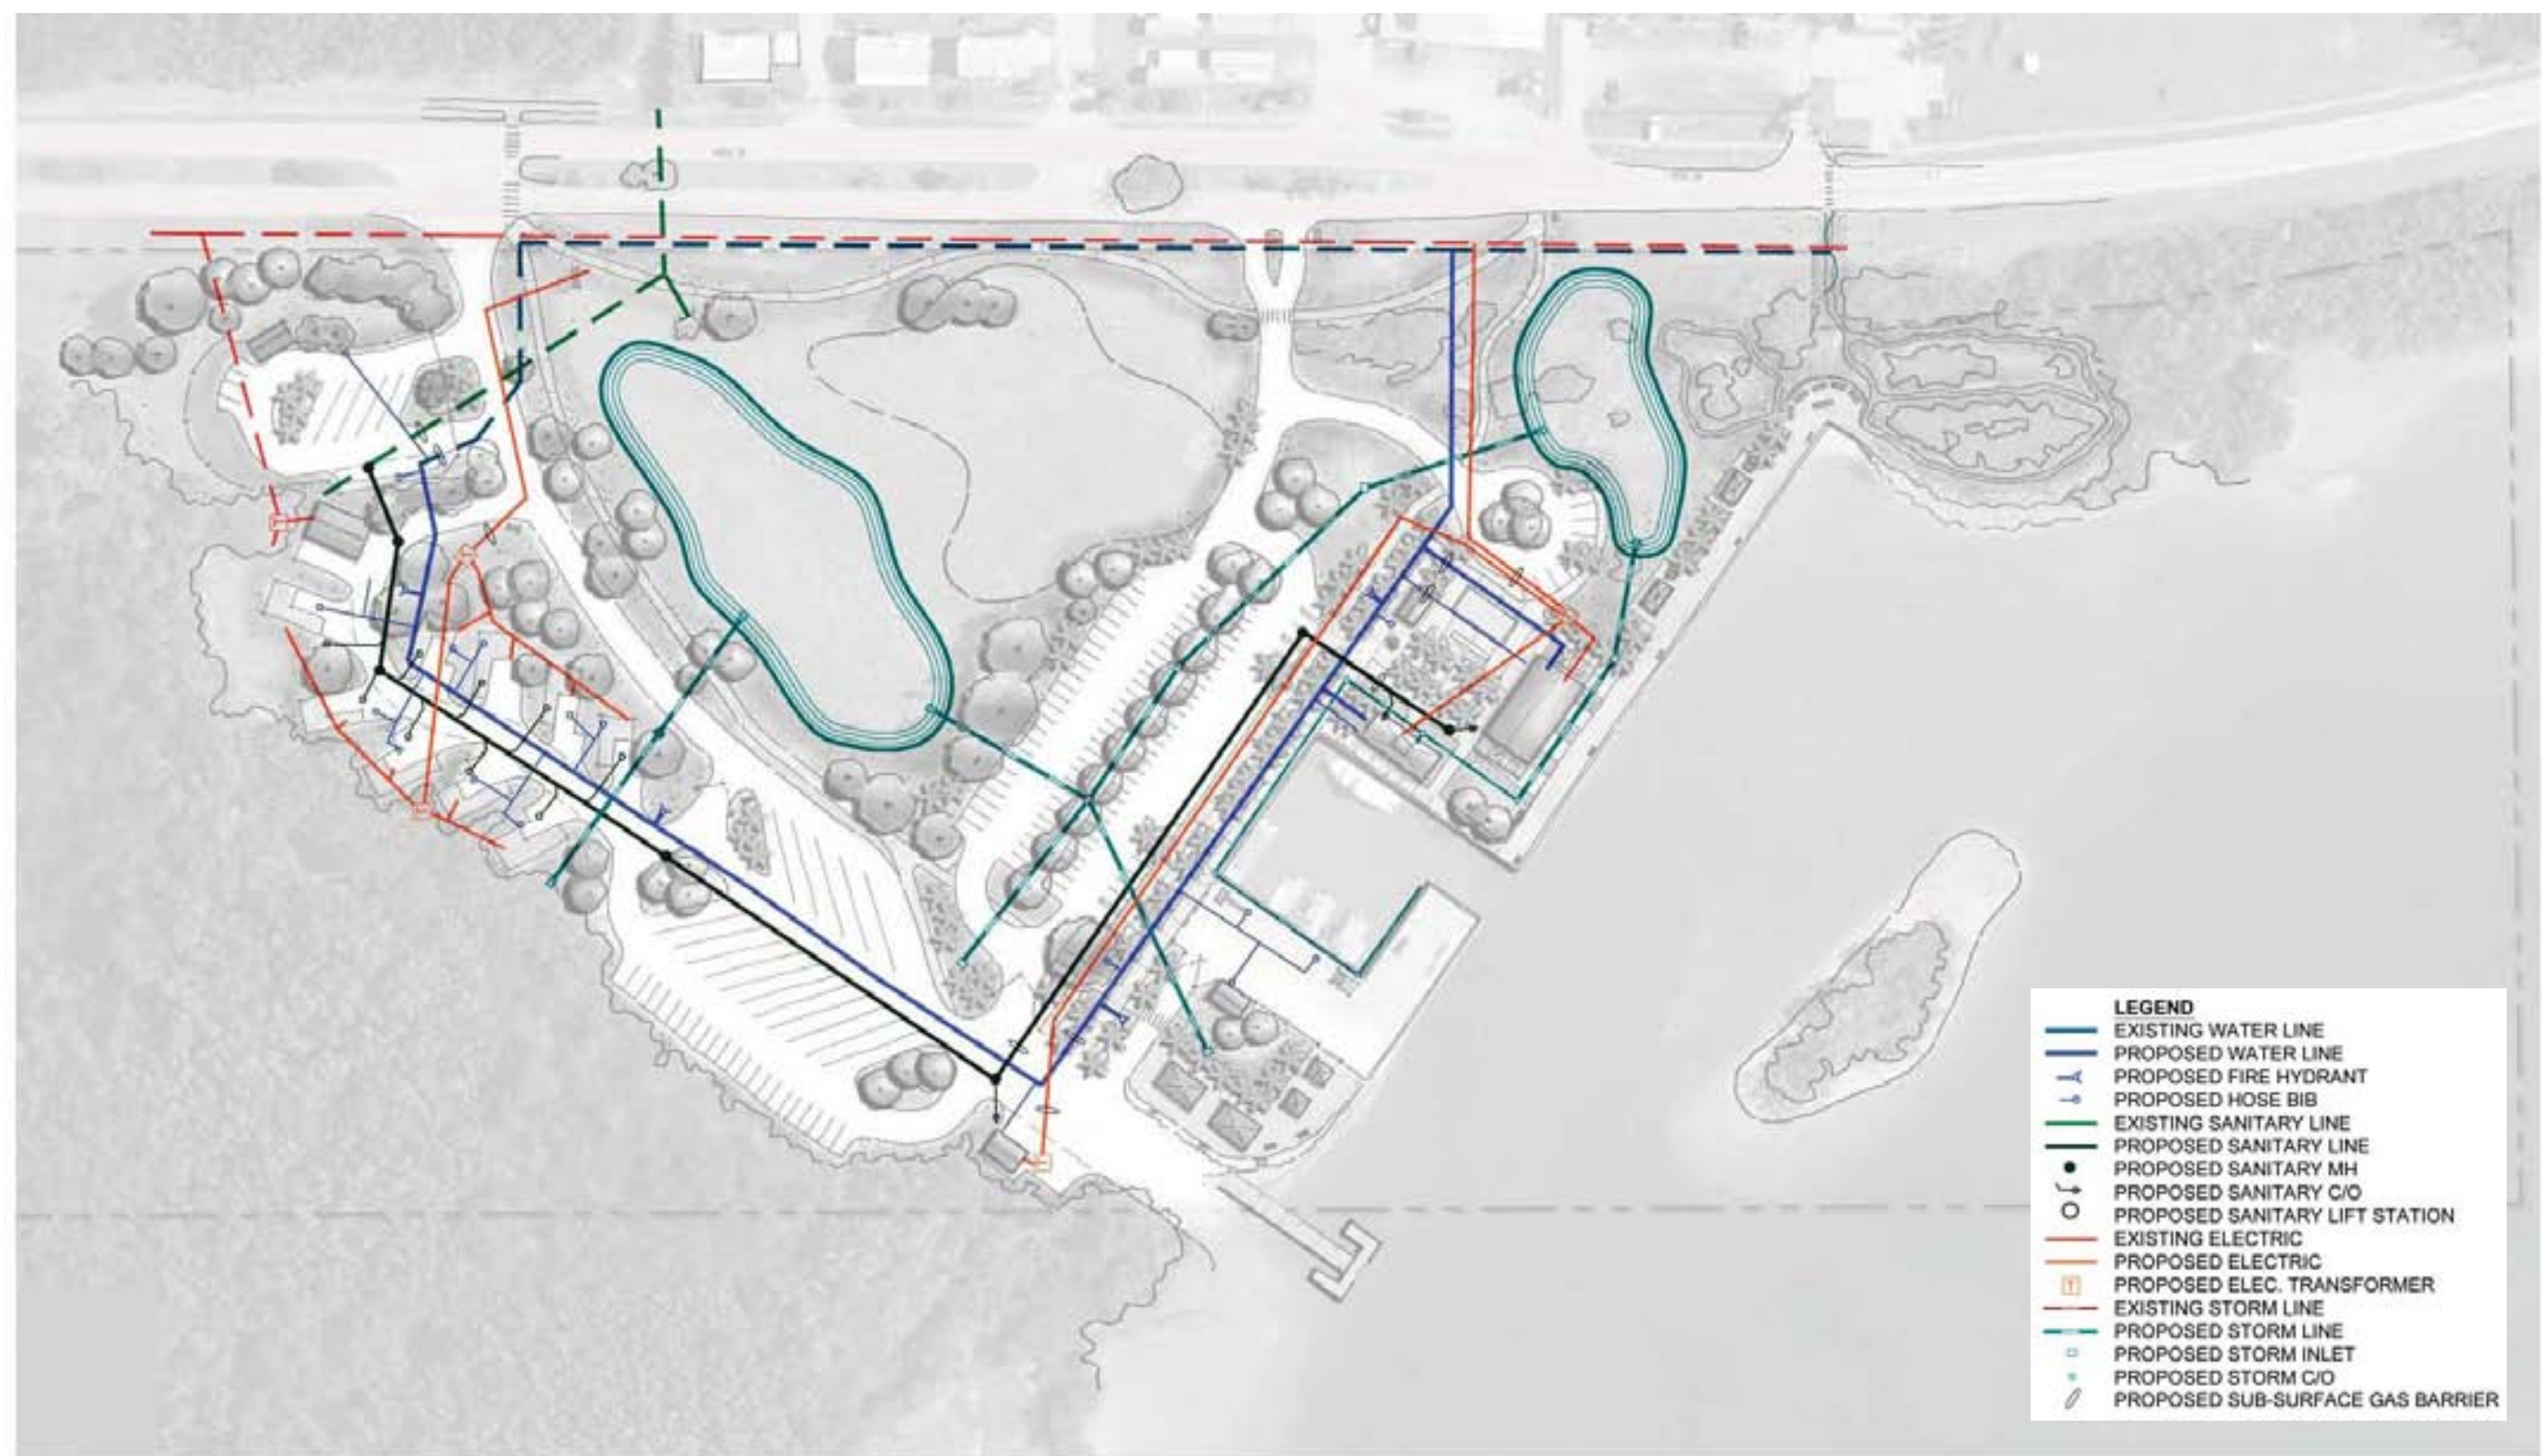 LEGEND
EXISTING WATER LINE
PROPOSED WATER LINE
PROPOSED FIRE HYDRANT
PROPOSED HOSE BIB
EXISTING SANITARY LINE
PROPOSED SANITARY LINE
PROPOSED SANITARY MH
PROPOSED SANITARY C/O
PROPOSED SANITARY LIFT STATION
EXISTING ELECTRIC
PROPOSED ELECTRIC
T PROPOSED ELEC. TRANSFORMER
EXISTING STORM LINE
PROPOSED STORM LINE
PROPOSED STORM INLET
PROPOSED STORM C/O
PROPOSED SUB-SURFACE GAS BARRIER